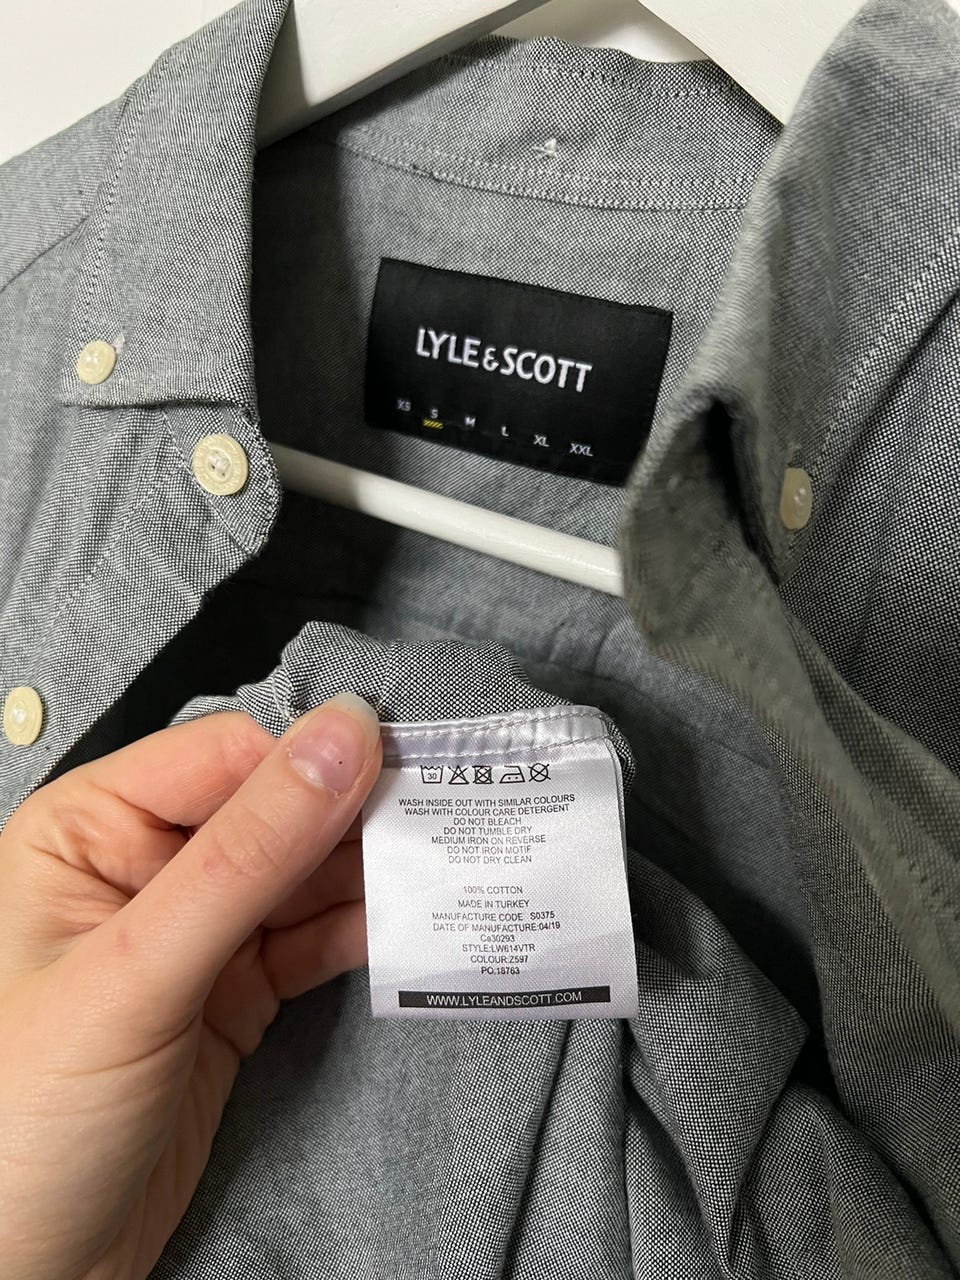 LYLE & SCOTT
XS S M L XL XXL
30
WASH INSIDE OUT WITH SIMILAR COLOURS
WASH WITH COLOUR CARE DETERGENT
DO NOT BLEACH
DO NOT TUMBLE DRY
MEDIUM IRON ON REVERSE
DO NOT IRON MOTIF
DO NOT DRY CLEAN
100% COTTON
MADE IN TURKEY
MANUFACTURE CODE S0375
DATE OF MANUFACTURE:04/19
Ca30293
STYLE:LW614VTR
COLOUR:Z597
PO:18763
WWW.LYLEANDSCOTT.COM